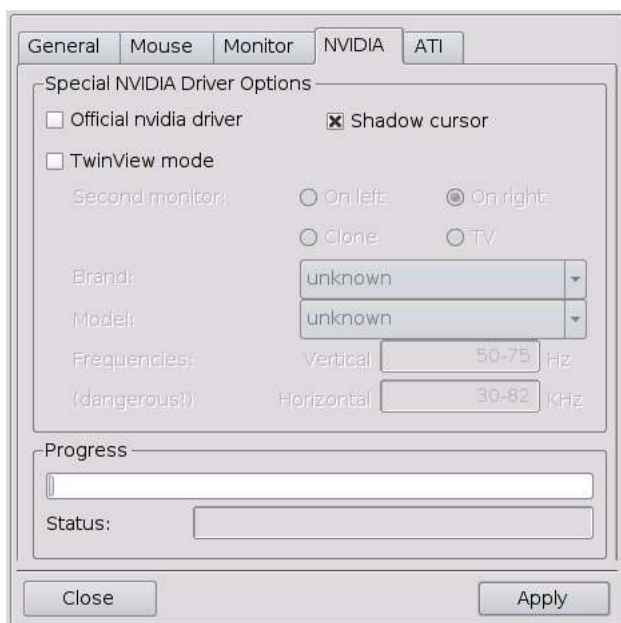 General Mouse Monitor NVIDIA ATI
Special NVIDIA Driver Options
Official nvidia driver Shadow cursor
TwinView mode
Second monitor: On left On right
Clone TV
Brand: unknown
Model: unknown
Frequencies: Vertical 50-75 Hz
(dangerous!) Horizontal 30-82 KHz
Progress
Status:
Close Apply